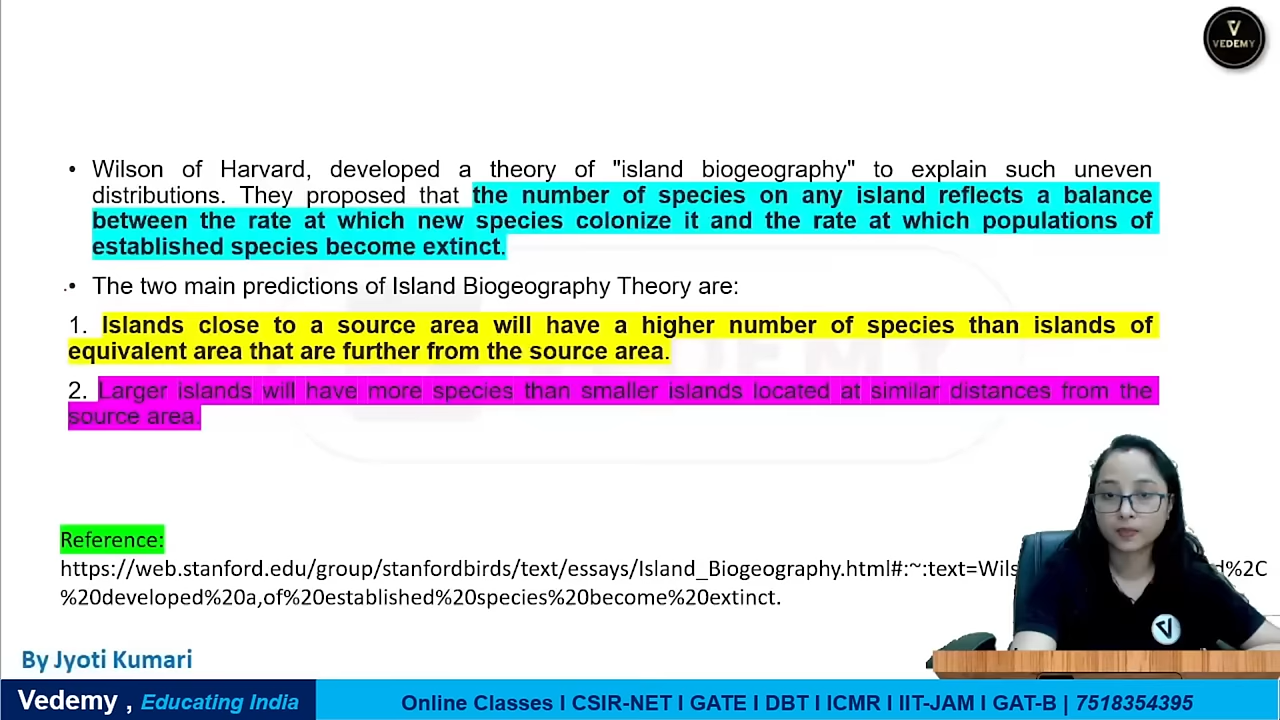 VEDEMY
• Wilson of Harvard, developed a theory of "island biogeography" to explain such uneven
distributions. They proposed that the number of species on any island reflects a balance
between the rate at which new species colonize it and the rate at which populations of
established species become extinct.
• The two main predictions of Island Biogeography Theory are:
1. Islands close to a source area will have a higher number of species than islands of
equivalent area that are further from the source area.
2. Larger islands will have more species than smaller islands located at similar distances from the
source area.
Reference:
https://web.stanford.edu/group/stanfordbirds/text/essays/Island_Biogeography.html#:~:text=Wils d%2C
%20developed%20a,of%20established%20species%20become%20extinct.
By Jyoti Kumari
Vedemy , Educating India
Online Classes I CSIR-NET I GATE I DBT I ICMR I IIT-JAM I GAT-B | 7518354395